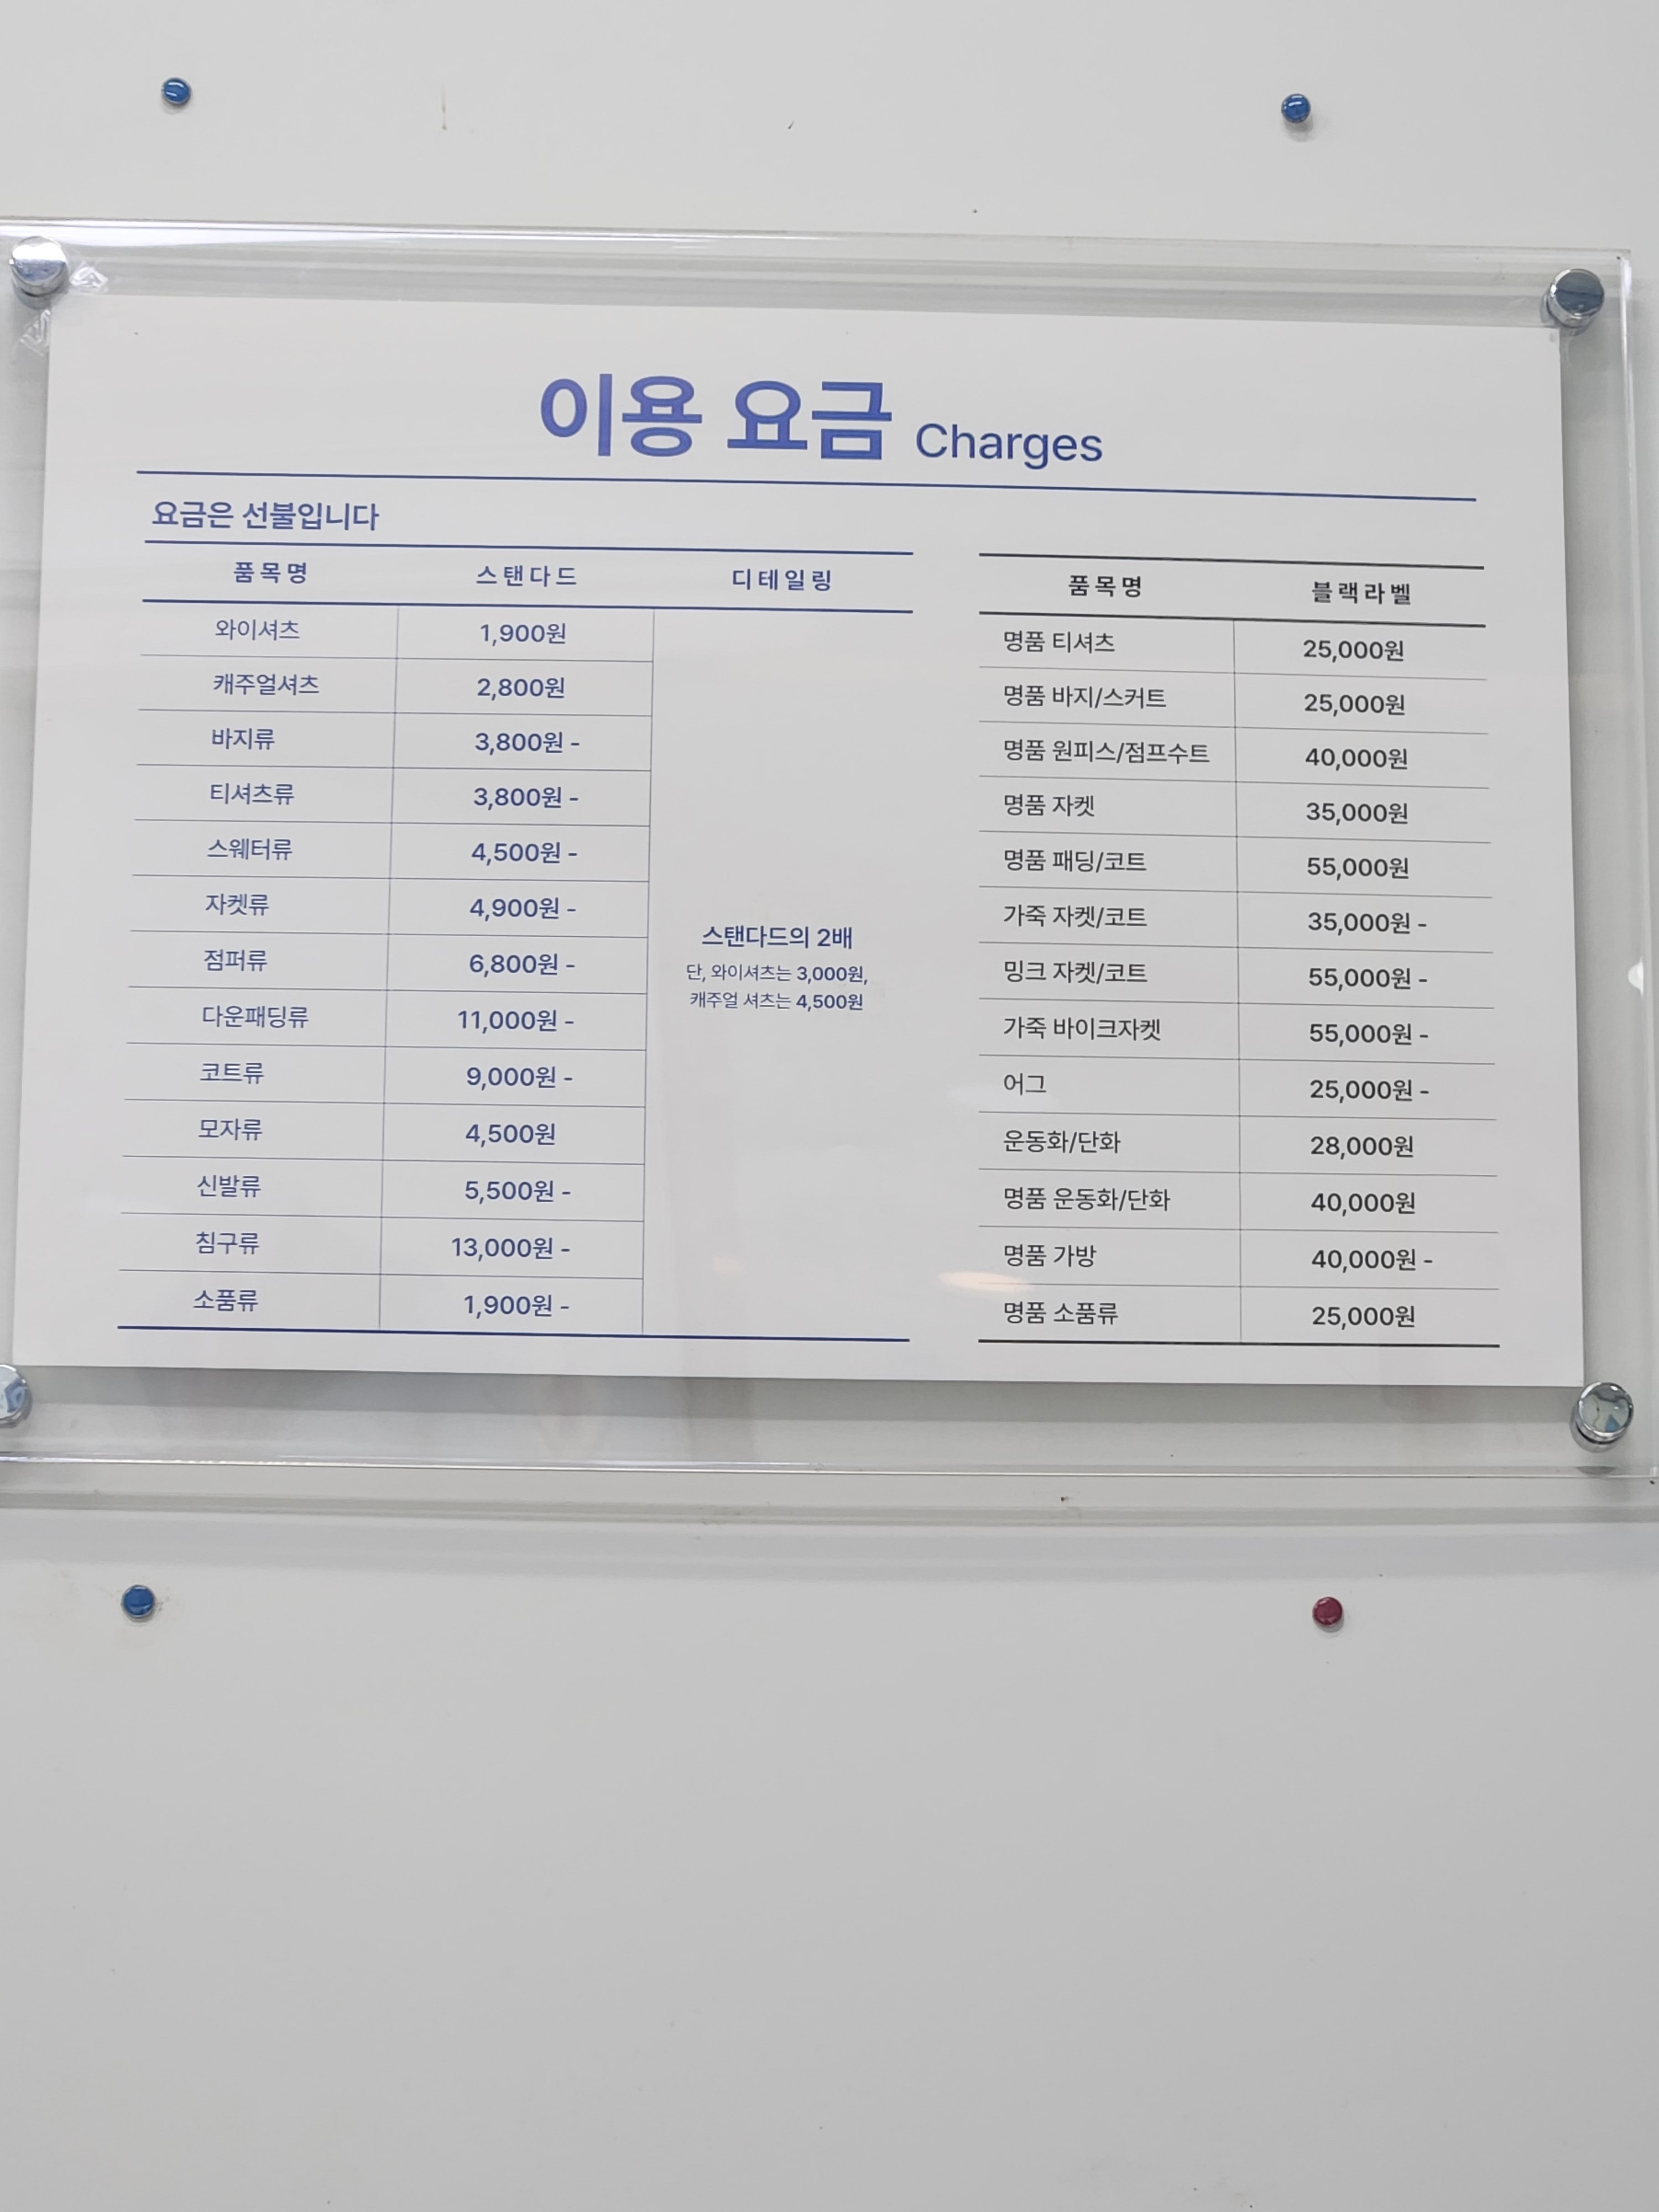 이용 요금 Charges
요금은 선불입니다
품목명 스탠다드 디테일링
와이셔츠 1,900원
캐주얼셔츠 2,800원
바지류 3,800원 -
티셔츠류 3,800원 -
스웨터류 4,500원 -
자켓류 4,900원 -
점퍼류 6,800원 -
다운패딩류 11,000원 -
코트류 9,000원 -
모자류 4,500원
신발류 5,500원 -
침구류 13,000원 -
소품류 1,900원 -
스탠다드의 2배
단, 와이셔츠는 3,000원,
캐주얼 셔츠는 4,500원
품목명 블랙라벨
명품 티셔츠 25,000원
명품 바지/스커트 25,000원
명품 원피스/점프수트 40,000원
명품 자켓 35,000원
명품 패딩/코트 55,000원
가죽 자켓/코트 35,000원 -
밍크 자켓/코트 55,000원 -
가죽 바이크자켓 55,000원 -
어그 25,000원 -
운동화/단화 28,000원
명품 운동화/단화 40,000원
명품 가방 40,000원 -
명품 소품류 25,000원